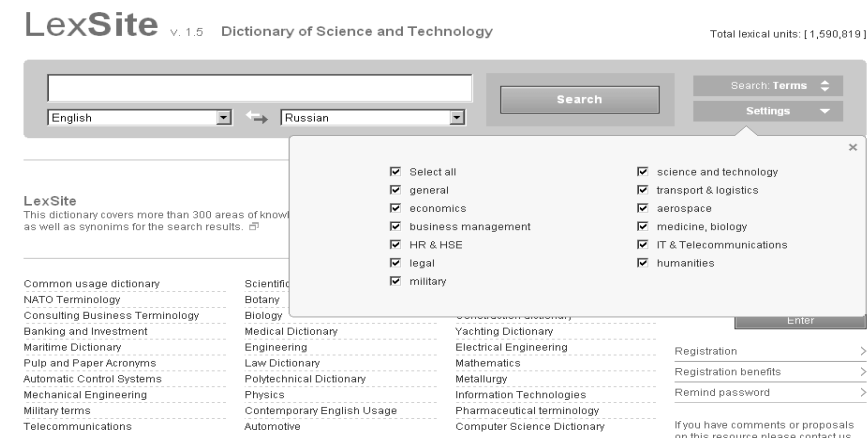 LexSite v. 1.5 Dictionary of Science and Technology
Total lexical units: [ 1,590,819 ]
Search: Terms
Search
English
Russian
Settings
Select all
general
economics
business management
HR & HSE
legal
military
science and technology
transport & logistics
aerospace
medicine, biology
IT & Telecommunications
humanities
LexSite
This dictionary covers more than 300 areas of
as well as synonims for the search results.
Common usage dictionary
NATO Terminology
Consulting Business Terminology
Banking and Investment
Maritime Dictionary
Pulp and Paper Acronyms
Automatic Control Systems
Mechanical Engineering
Military terms
Telecommunications
Botany
Biology
Medical Dictionary
Engineering
Law Dictionary
Polytechnical Dictionary
Physics
Contemporary English Usage
Automotive
Yachting Dictionary
Electrical Engineering
Mathematics
Metallurgy
Information Technologies
Pharmaceutical terminology
Computer Science Dictionary
Enter
Registration
Registration benefits
Remind password
If you have comments or proposals
on this resource please contact us